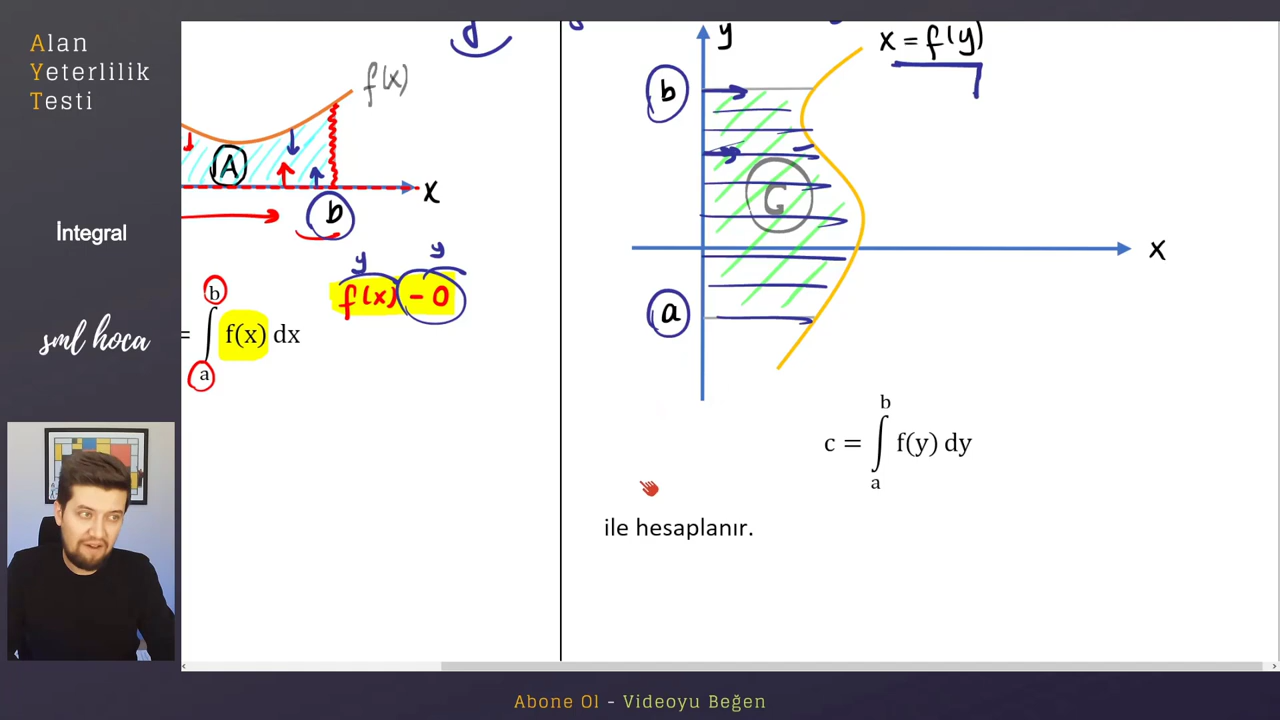 Alan
Yeterlilik
Testi
İntegral
sml hoca
f(x)
A
x
b
y
y
f(x) - 0
b
= ∫ f(x) dx
a
y
x = f(y)
b
G
x
a
b
c = ∫ f(y) dy
a
ile hesaplanır.
Abone Ol - Videoyu Beğen